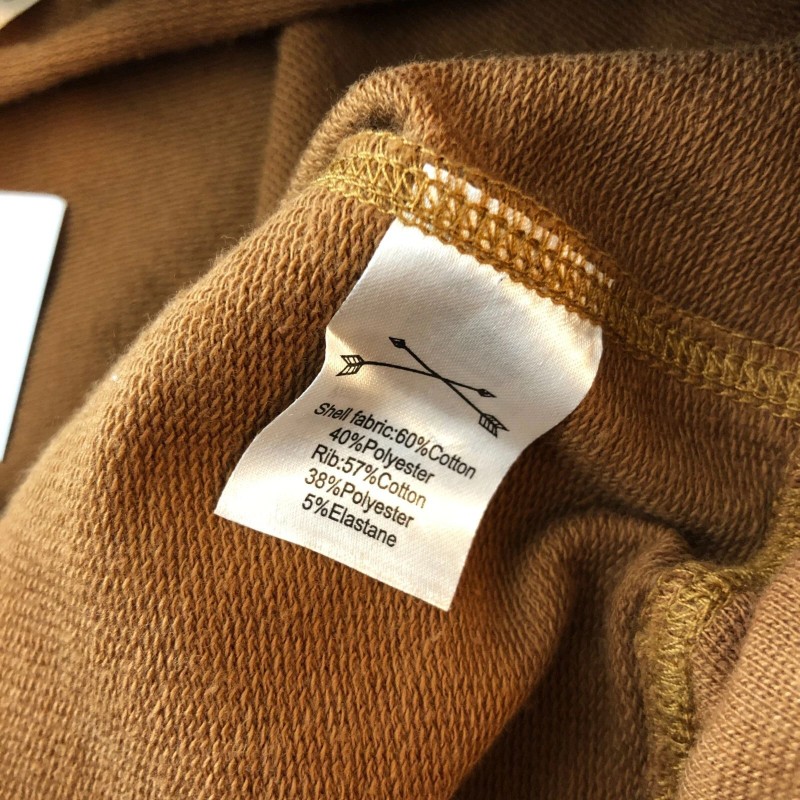 Shell fabric:60%Cotton
40%Polyester
Rib:57%Cotton
38%Polyester
5%Elastane